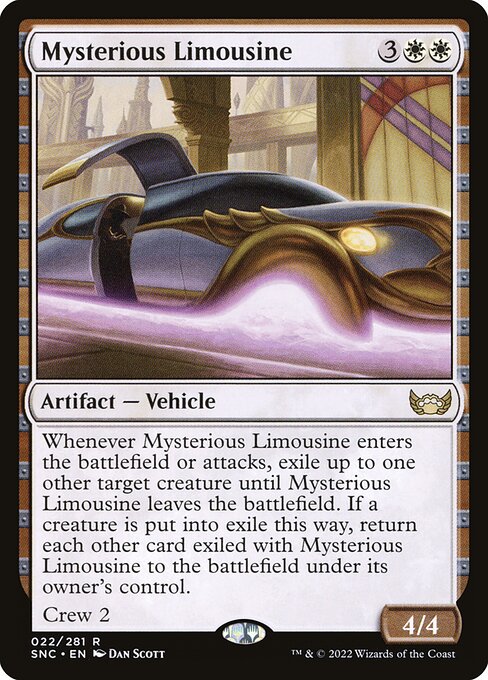 Mysterious Limousine 3
Artifact — Vehicle
Whenever Mysterious Limousine enters
the battlefield or attacks, exile up to one
other target creature until Mysterious
Limousine leaves the battlefield. If a
creature is put into exile this way, return
each other card exiled with Mysterious
Limousine to the battlefield under its
owner’s control.
Crew 2
4/4
022/281 R
SNC • EN Dan Scott
™ & © 2022 Wizards of the Coast